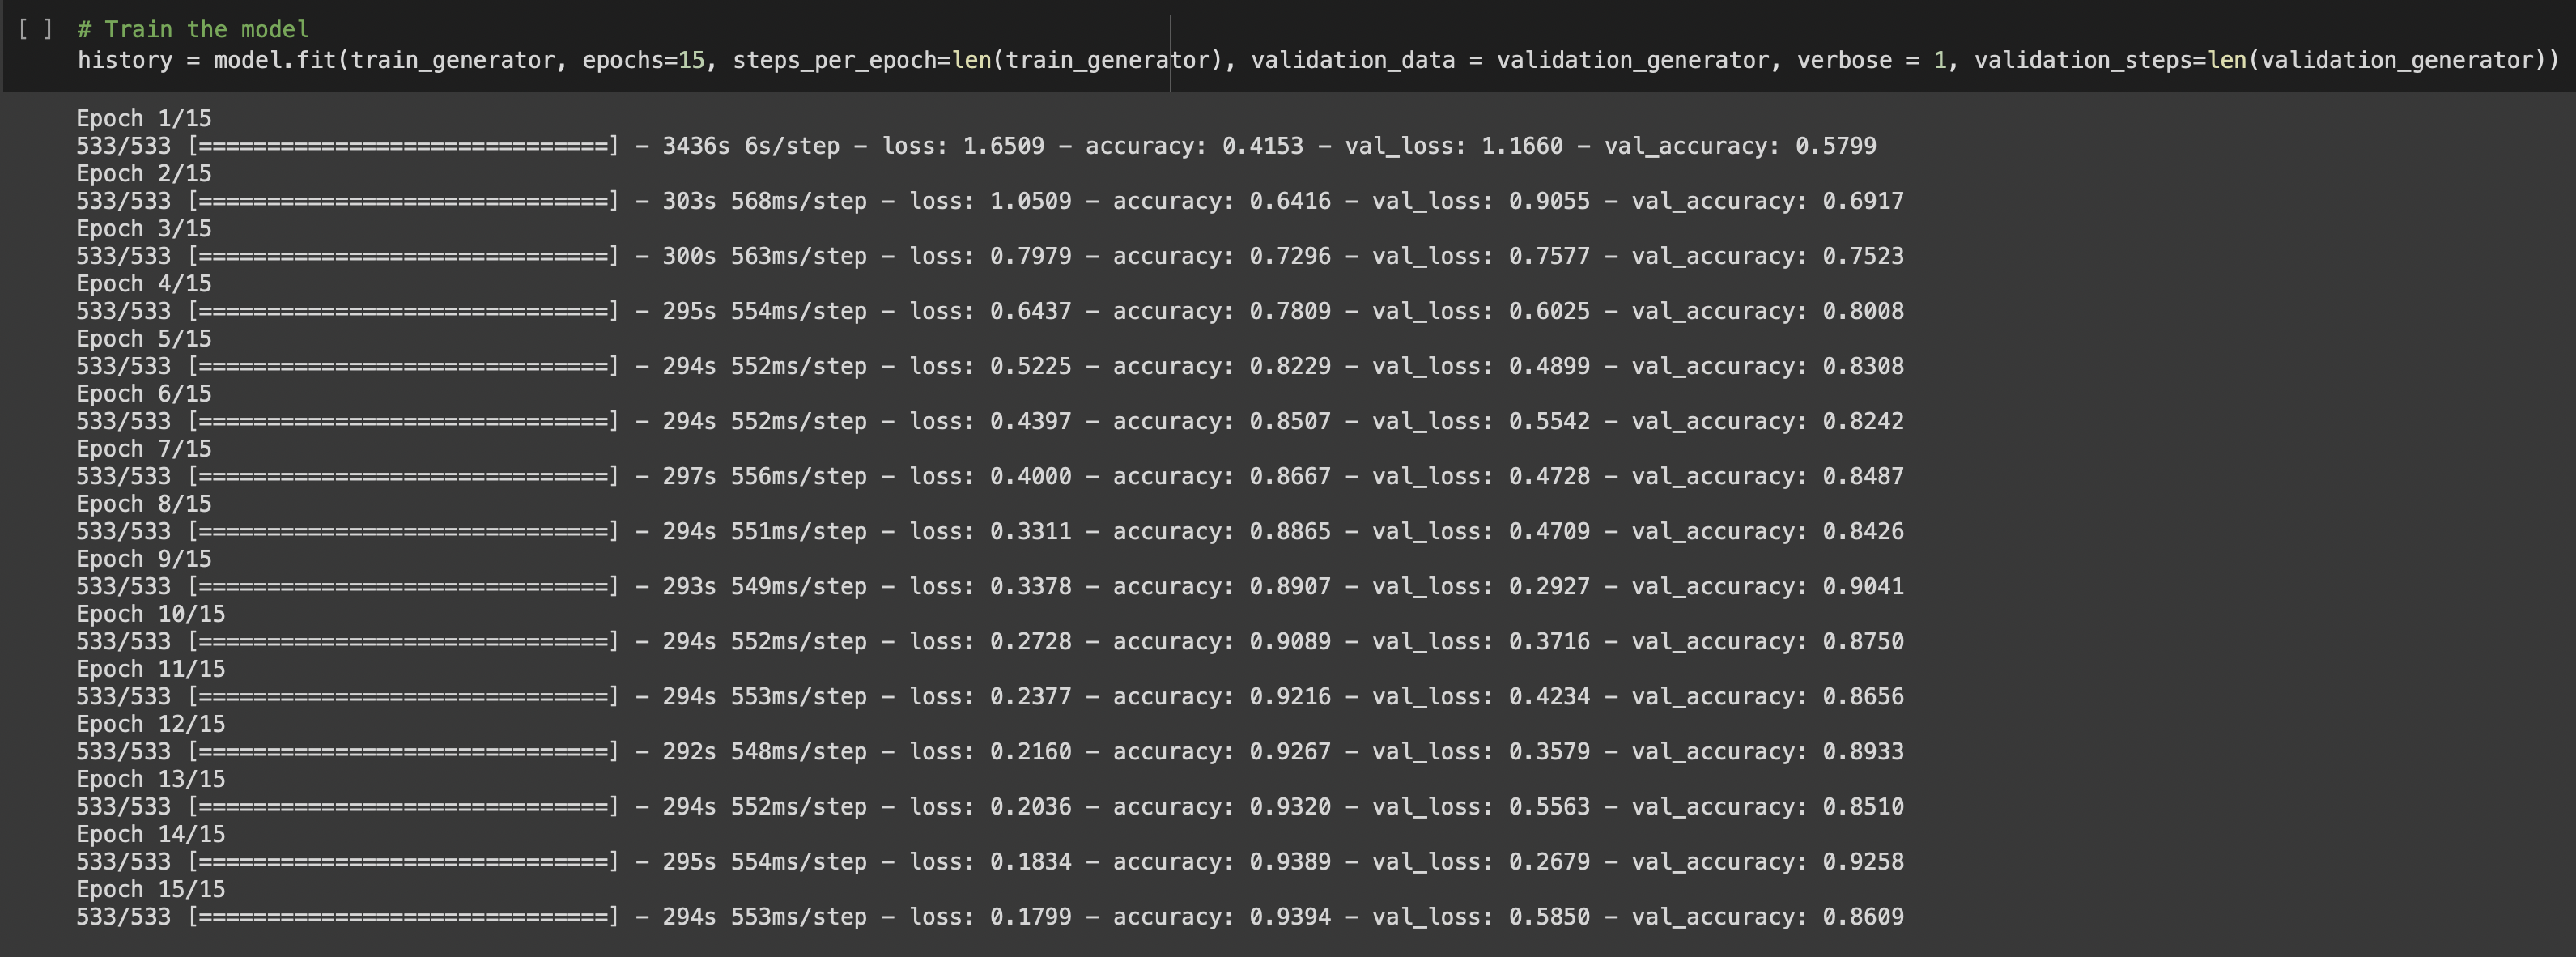 [ ] # Train the model
history = model.fit(train_generator, epochs=15, steps_per_epoch=len(train_generator), validation_data = validation_generator, verbose = 1, validation_steps=len(validation_generator))
Epoch 1/15
533/533 [==============================] - 3436s 6s/step - loss: 1.6509 - accuracy: 0.4153 - val_loss: 1.1660 - val_accuracy: 0.5799
Epoch 2/15
533/533 [==============================] - 303s 568ms/step - loss: 1.0509 - accuracy: 0.6416 - val_loss: 0.9055 - val_accuracy: 0.6917
Epoch 3/15
533/533 [==============================] - 300s 563ms/step - loss: 0.7979 - accuracy: 0.7296 - val_loss: 0.7577 - val_accuracy: 0.7523
Epoch 4/15
533/533 [==============================] - 295s 554ms/step - loss: 0.6437 - accuracy: 0.7809 - val_loss: 0.6025 - val_accuracy: 0.8008
Epoch 5/15
533/533 [==============================] - 294s 552ms/step - loss: 0.5225 - accuracy: 0.8229 - val_loss: 0.4899 - val_accuracy: 0.8308
Epoch 6/15
533/533 [==============================] - 294s 552ms/step - loss: 0.4397 - accuracy: 0.8507 - val_loss: 0.5542 - val_accuracy: 0.8242
Epoch 7/15
533/533 [==============================] - 297s 556ms/step - loss: 0.4000 - accuracy: 0.8667 - val_loss: 0.4728 - val_accuracy: 0.8487
Epoch 8/15
533/533 [==============================] - 294s 551ms/step - loss: 0.3311 - accuracy: 0.8865 - val_loss: 0.4709 - val_accuracy: 0.8426
Epoch 9/15
533/533 [==============================] - 293s 549ms/step - loss: 0.3378 - accuracy: 0.8907 - val_loss: 0.2927 - val_accuracy: 0.9041
Epoch 10/15
533/533 [==============================] - 294s 552ms/step - loss: 0.2728 - accuracy: 0.9089 - val_loss: 0.3716 - val_accuracy: 0.8750
Epoch 11/15
533/533 [==============================] - 294s 553ms/step - loss: 0.2377 - accuracy: 0.9216 - val_loss: 0.4234 - val_accuracy: 0.8656
Epoch 12/15
533/533 [==============================] - 292s 548ms/step - loss: 0.2160 - accuracy: 0.9267 - val_loss: 0.3579 - val_accuracy: 0.8933
Epoch 13/15
533/533 [==============================] - 294s 552ms/step - loss: 0.2036 - accuracy: 0.9320 - val_loss: 0.5563 - val_accuracy: 0.8510
Epoch 14/15
533/533 [==============================] - 295s 554ms/step - loss: 0.1834 - accuracy: 0.9389 - val_loss: 0.2679 - val_accuracy: 0.9258
Epoch 15/15
533/533 [==============================] - 294s 553ms/step - loss: 0.1799 - accuracy: 0.9394 - val_loss: 0.5850 - val_accuracy: 0.8609